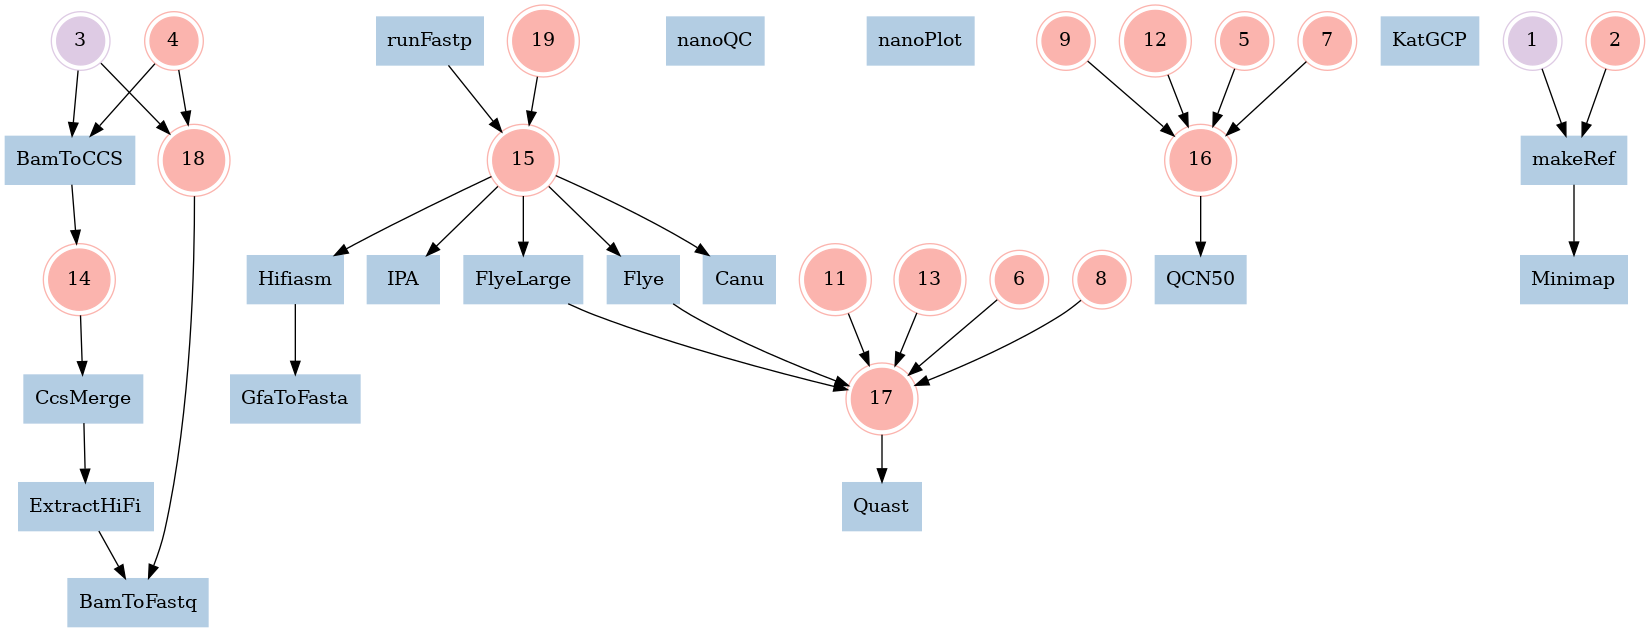 3
4
runFastp
19
nanoQC
nanoPlot
9
12
5
7
KatGCP
1
2
BamToCCS
18
15
16
makeRef
14
Hifiasm
IPA
FlyeLarge
Flye
Canu
11
13
6
8
QCN50
Minimap
CcsMerge
GfaToFasta
17
ExtractHiFi
Quast
BamToFastq